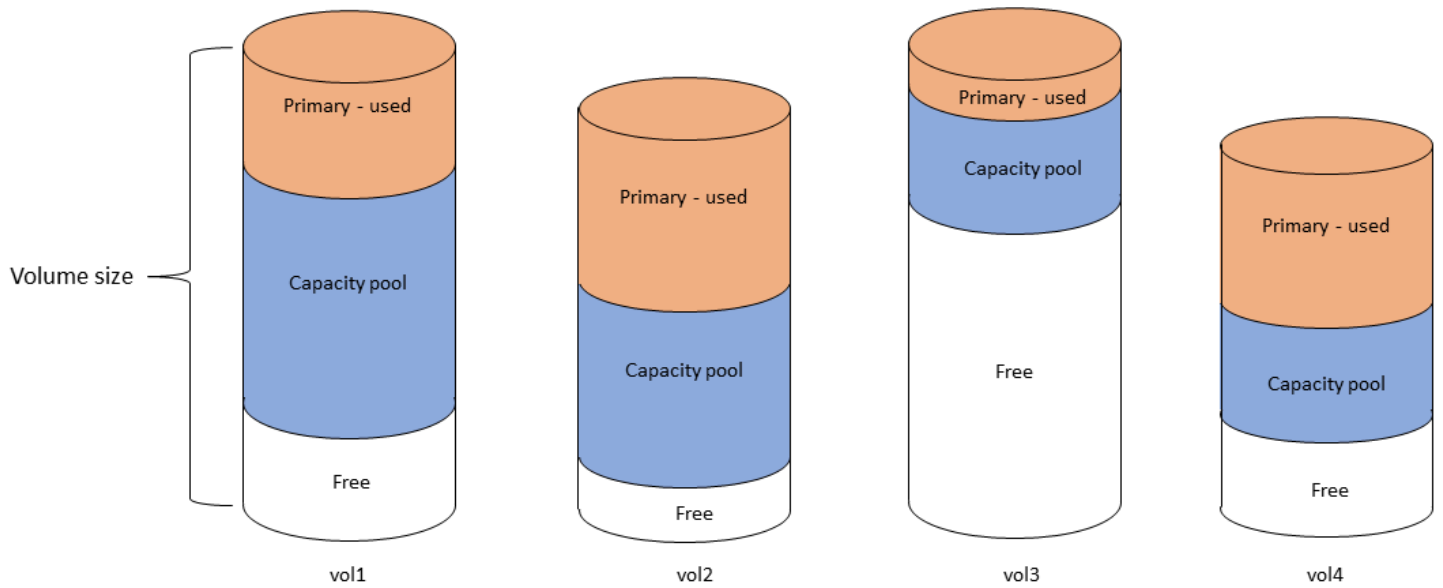 Volume size
Primary - used
Capacity pool
Free
vol1
Primary - used
Capacity pool
Free
vol2
Primary - used
Capacity pool
Free
vol3
Primary - used
Capacity pool
Free
vol4